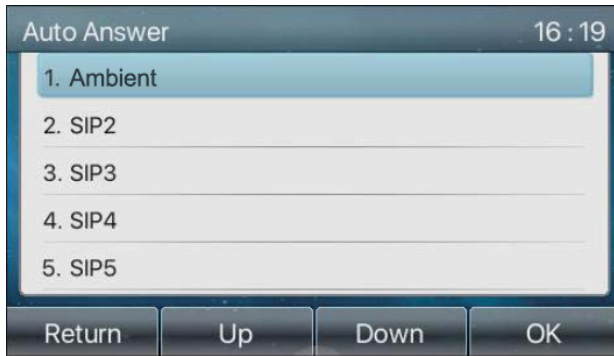 Auto Answer 16:19
1. Ambient
2. SIP2
3. SIP3
4. SIP4
5. SIP5
Return Up Down OK